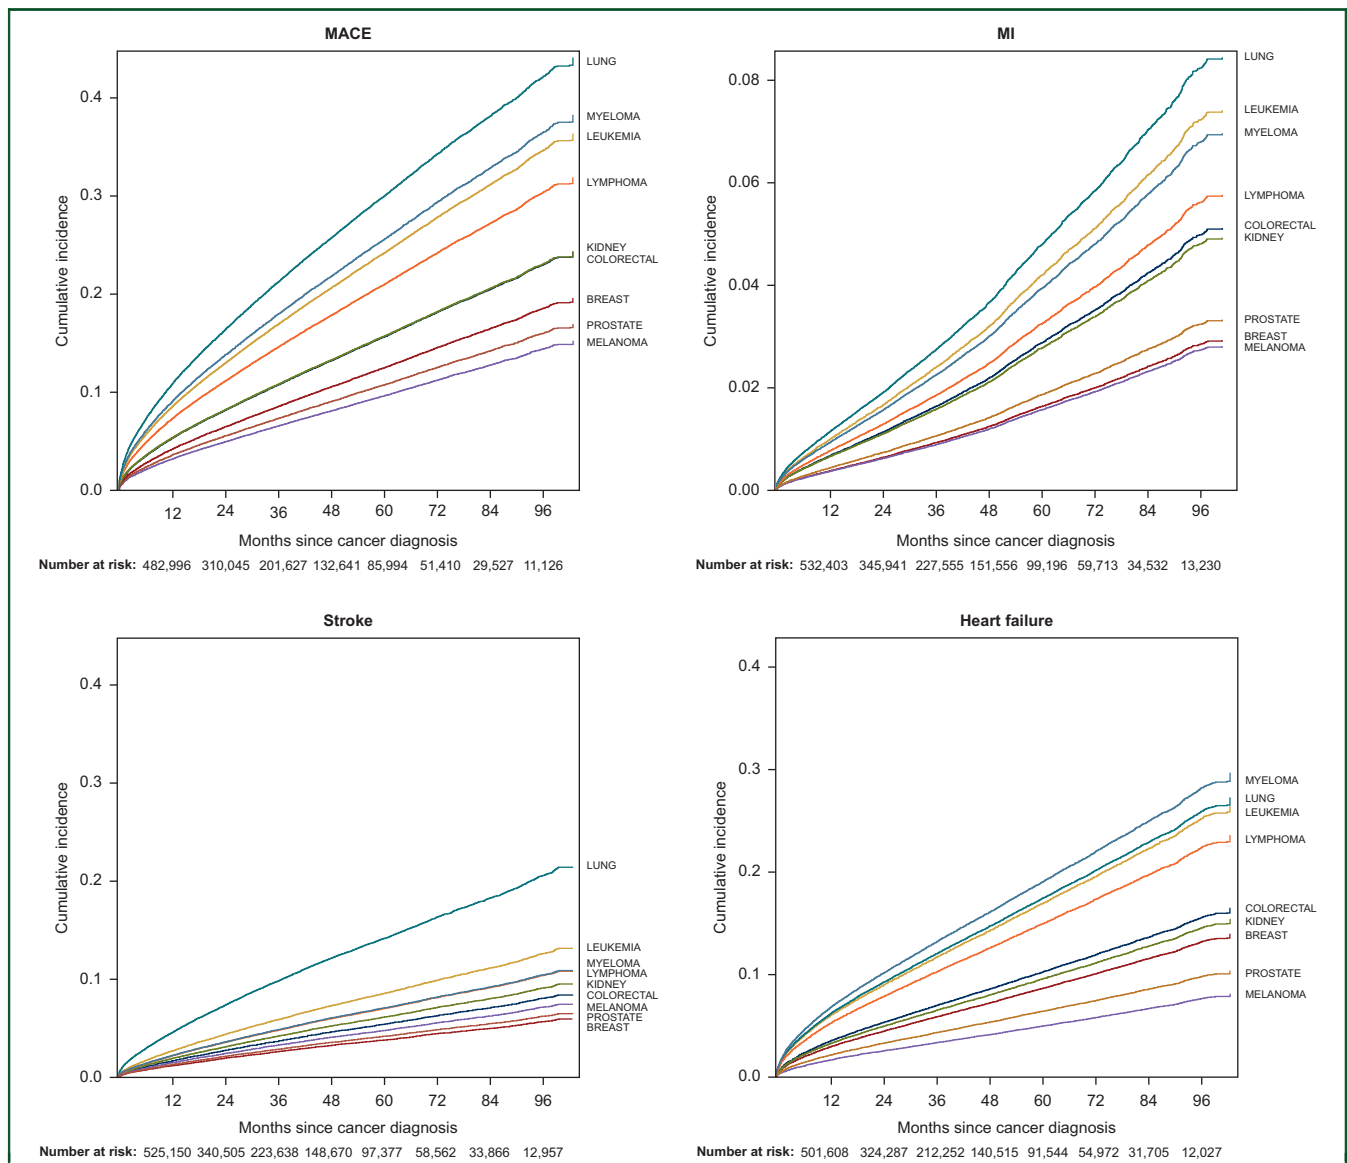 MACE
0.4
0.3
0.2
0.1
0.0
Cumulative incidence
LUNG
MYELOMA
LEUKEMIA
LYMPHOMA
KIDNEY
COLORECTAL
BREAST
PROSTATE
MELANOMA
12 24 36 48 60 72 84 96
Months since cancer diagnosis
Number at risk: 482,996 310,045 201,627 132,641 85,994 51,410 29,527 11,126
MI
0.08
0.06
0.04
0.02
0.00
Cumulative incidence
LUNG
LEUKEMIA
MYELOMA
LYMPHOMA
COLORECTAL
KIDNEY
PROSTATE
BREAST
MELANOMA
12 24 36 48 60 72 84 96
Months since cancer diagnosis
Number at risk: 532,403 345,941 227,555 151,556 99,196 59,713 34,532 13,230
Stroke
0.4
0.3
0.2
0.1
0.0
Cumulative incidence
LUNG
LEUKEMIA
MYELOMA
LYMPHOMA
KIDNEY
COLORECTAL
MELANOMA
PROSTATE
BREAST
12 24 36 48 60 72 84 96
Months since cancer diagnosis
Number at risk: 525,150 340,505 223,638 148,670 97,377 58,562 33,866 12,957
Heart failure
0.4
0.3
0.2
0.1
0.0
Cumulative incidence
MYELOMA
LUNG
LEUKEMIA
LYMPHOMA
COLORECTAL
KIDNEY
BREAST
PROSTATE
MELANOMA
12 24 36 48 60 72 84 96
Months since cancer diagnosis
Number at risk: 501,608 324,287 212,252 140,515 91,544 54,972 31,705 12,027